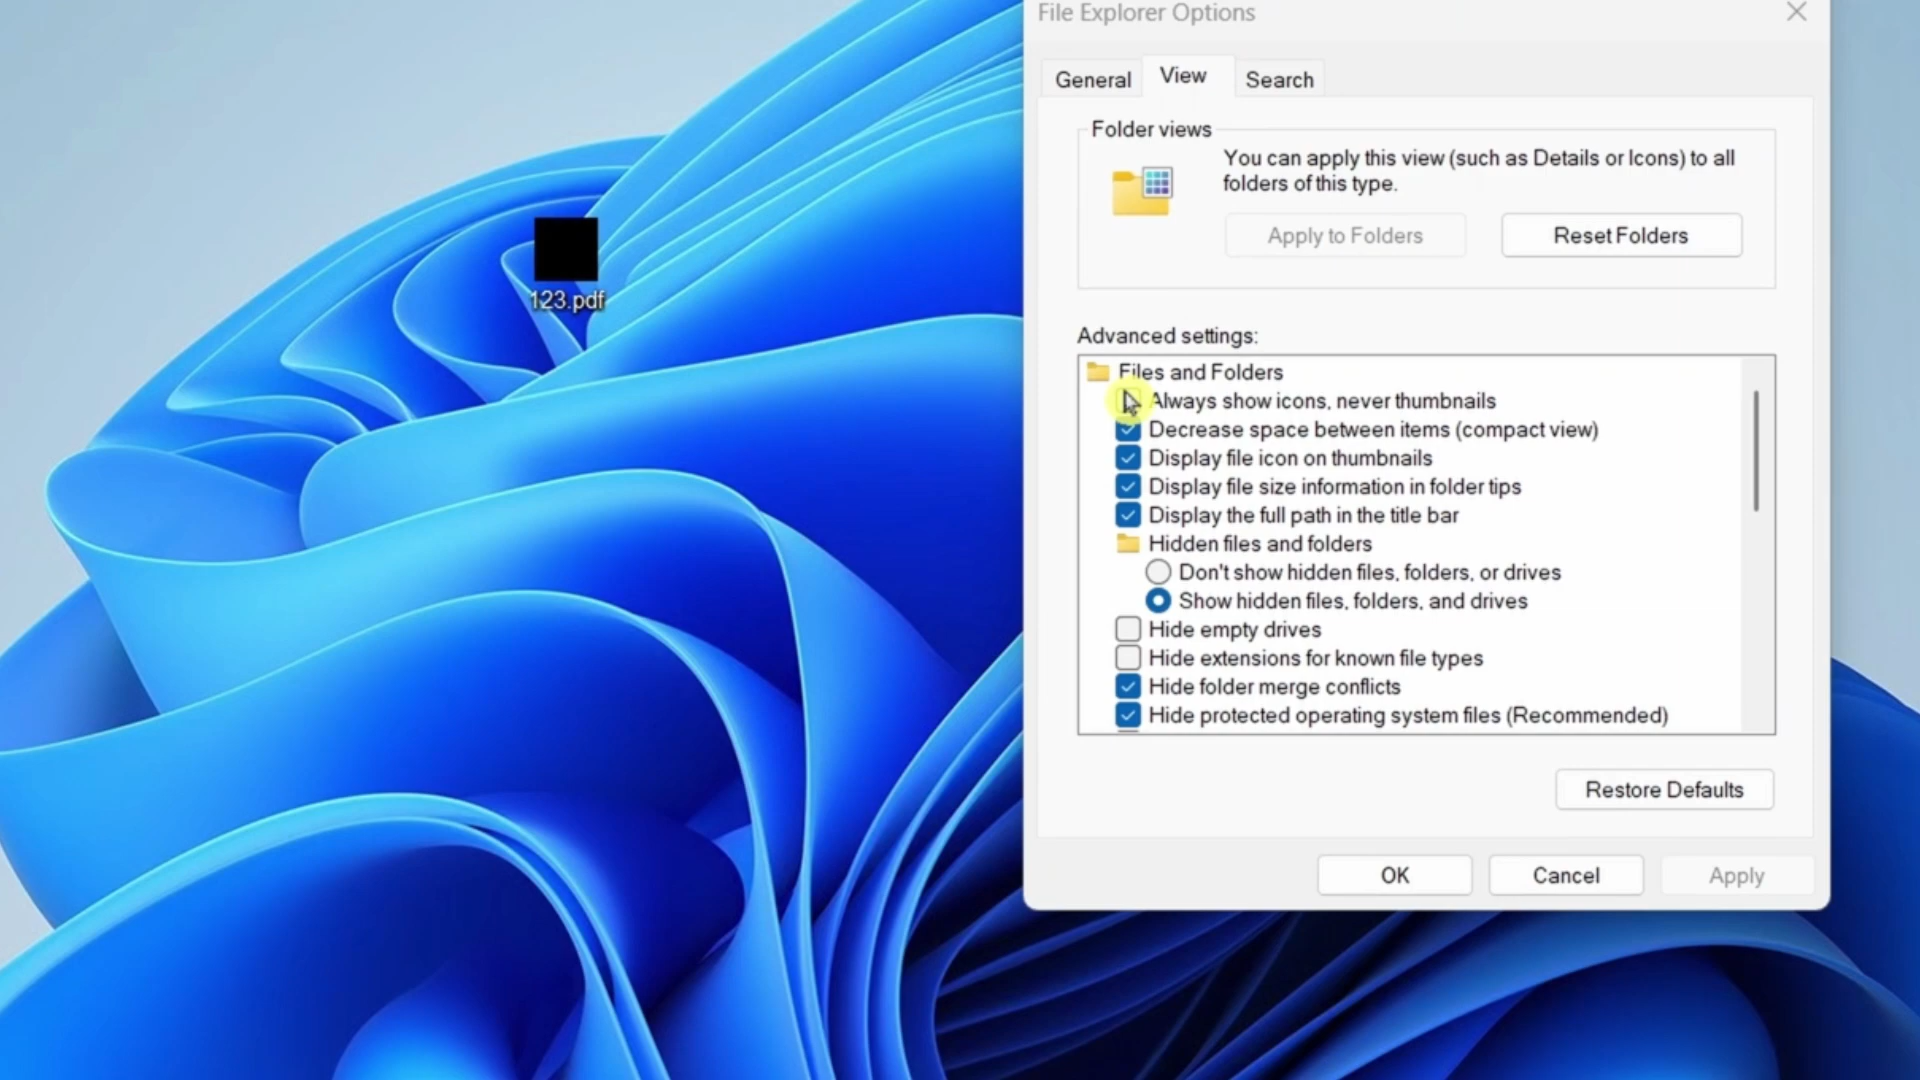 File Explorer Options
General
View
Search
Folder views
You can apply this view (such as Details or Icons) to all
folders of this type.
Apply to Folders
Reset Folders
123.pdf
Advanced settings:
Files and Folders
Always show icons, never thumbnails
Decrease space between items (compact view)
Display file icon on thumbnails
Display file size information in folder tips
Display the full path in the title bar
Hidden files and folders
Don't show hidden files, folders, or drives
Show hidden files, folders, and drives
Hide empty drives
Hide extensions for known file types
Hide folder merge conflicts
Hide protected operating system files (Recommended)
Restore Defaults
OK
Cancel
Apply